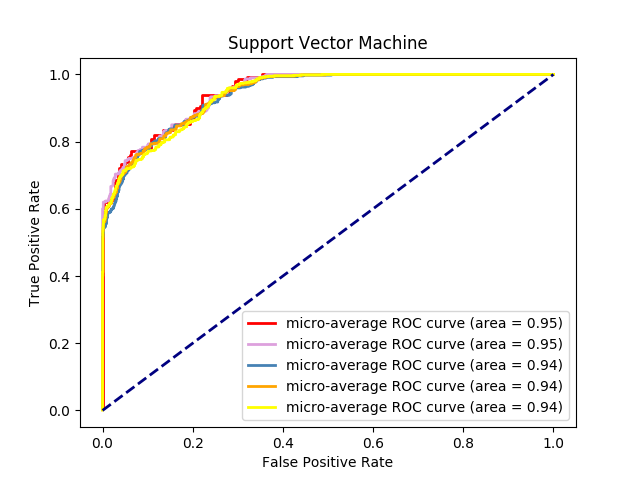 Support Vector Machine
True Positive Rate
1.0
0.8
0.6
0.4
0.2
0.0
micro-average ROC curve (area = 0.95)
micro-average ROC curve (area = 0.95)
micro-average ROC curve (area = 0.94)
micro-average ROC curve (area = 0.94)
micro-average ROC curve (area = 0.94)
0.0 0.2 0.4 0.6 0.8 1.0
False Positive Rate